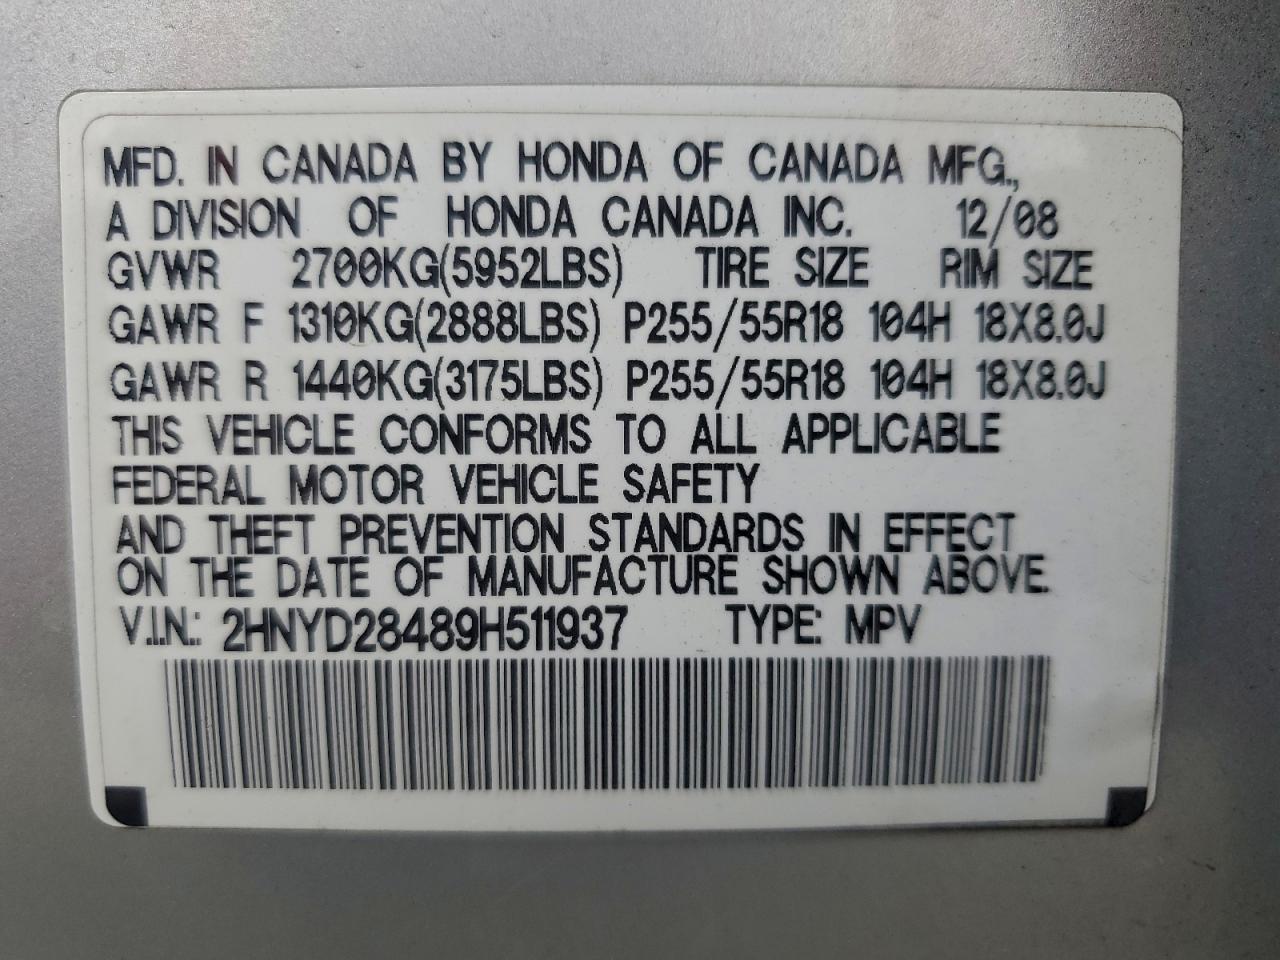 MFD. IN CANADA BY HONDA OF CANADA MFG.,
A DIVISION OF HONDA CANADA INC. 12/08
GVWR 2700KG(5952LBS) TIRE SIZE RIM SIZE
GAWR F 1310KG(2888LBS) P255/55R18 104H 18X8.0J
GAWR R 1440KG(3175LBS) P255/55R18 104H 18X8.0J
THIS VEHICLE CONFORMS TO ALL APPLICABLE
FEDERAL MOTOR VEHICLE SAFETY
AND THEFT PREVENTION STANDARDS IN EFFECT
ON THE DATE OF MANUFACTURE SHOWN ABOVE.
V.I.N.: 2HNYD28489H511937 TYPE: MPV